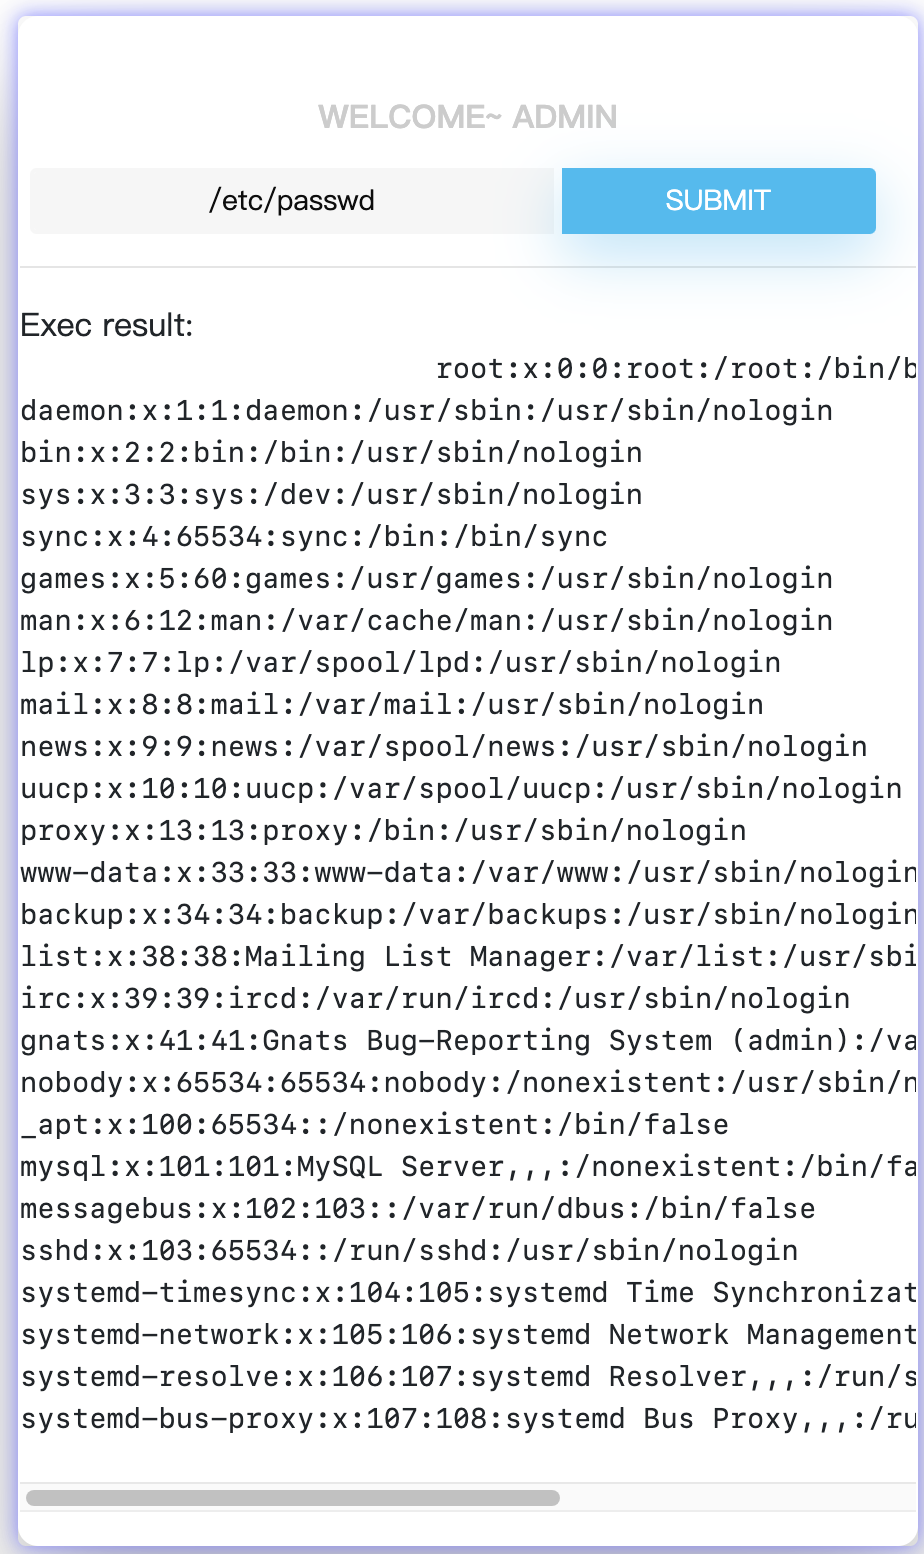 WELCOME~ ADMIN
/etc/passwd SUBMIT
Exec result:
root:x:0:0:root:/root:/bin/b
daemon:x:1:1:daemon:/usr/sbin:/usr/sbin/nologin
bin:x:2:2:bin:/bin:/usr/sbin/nologin
sys:x:3:3:sys:/dev:/usr/sbin/nologin
sync:x:4:65534:sync:/bin:/bin/sync
games:x:5:60:games:/usr/games:/usr/sbin/nologin
man:x:6:12:man:/var/cache/man:/usr/sbin/nologin
lp:x:7:7:lp:/var/spool/lpd:/usr/sbin/nologin
mail:x:8:8:mail:/var/mail:/usr/sbin/nologin
news:x:9:9:news:/var/spool/news:/usr/sbin/nologin
uucp:x:10:10:uucp:/var/spool/uucp:/usr/sbin/nologin
proxy:x:13:13:proxy:/bin:/usr/sbin/nologin
www-data:x:33:33:www-data:/var/www:/usr/sbin/nologin
backup:x:34:34:backup:/var/backups:/usr/sbin/nologin
list:x:38:38:Mailing List Manager:/var/list:/usr/sbi
irc:x:39:39:ircd:/var/run/ircd:/usr/sbin/nologin
gnats:x:41:41:Gnats Bug-Reporting System (admin):/va
nobody:x:65534:65534:nobody:/nonexistent:/usr/sbin/n
_apt:x:100:65534::/nonexistent:/bin/false
mysql:x:101:101:MySQL Server,,,:/nonexistent:/bin/fa
messagebus:x:102:103::/var/run/dbus:/bin/false
sshd:x:103:65534::/run/sshd:/usr/sbin/nologin
systemd-timesync:x:104:105:systemd Time Synchronizat
systemd-network:x:105:106:systemd Network Management
systemd-resolve:x:106:107:systemd Resolver,,,:/run/s
systemd-bus-proxy:x:107:108:systemd Bus Proxy,,,:/ru